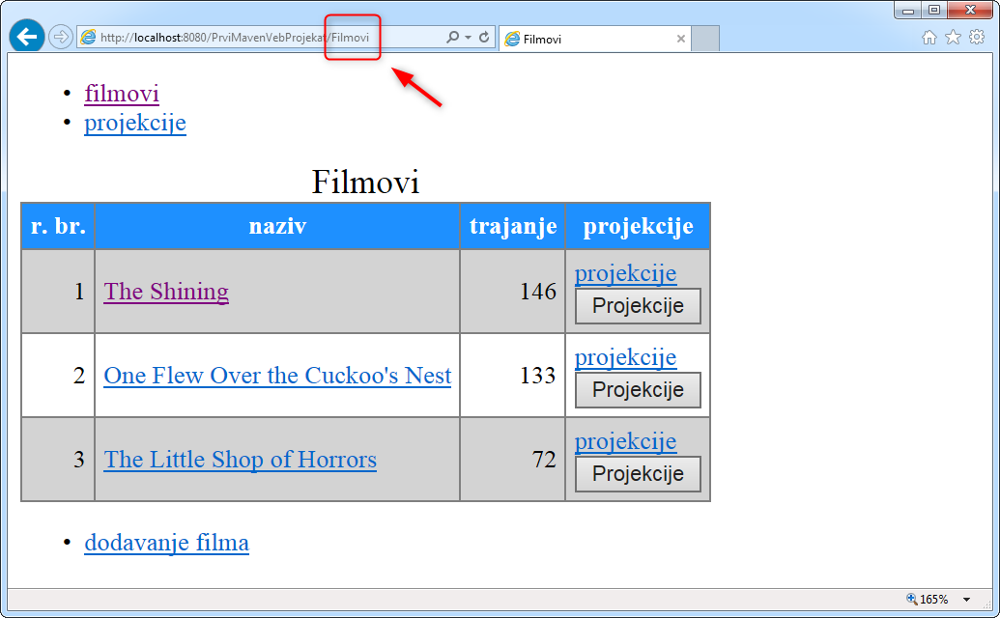 http://localhost:8080/PrviMavenVebProjekat/Filmovi
Filmovi
filmovi
projekcije
Filmovi
r. br. naziv trajanje projekcije
1 The Shining 146 projekcije
Projekcije
2 One Flew Over the Cuckoo's Nest 133 projekcije
Projekcije
3 The Little Shop of Horrors 72 projekcije
Projekcije
dodavanje filma
165%